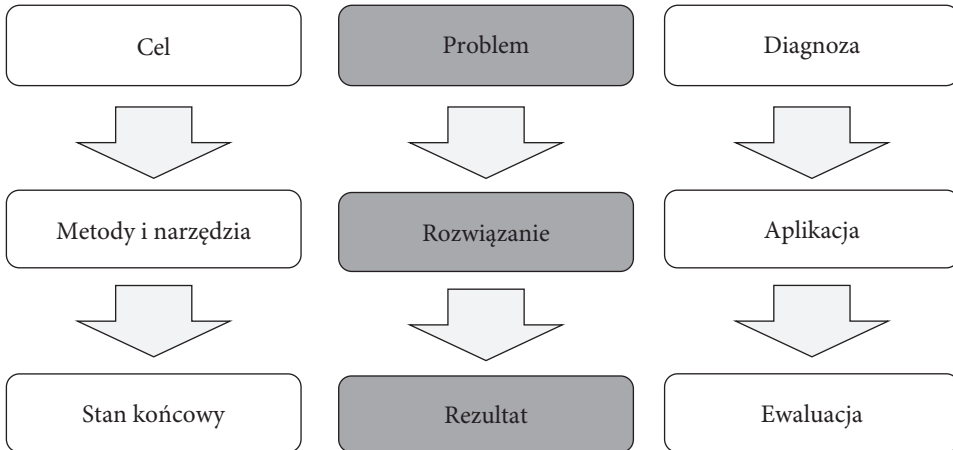 Cel
Problem
Diagnoza
Metody i narzędzia
Rozwiązanie
Aplikacja
Stan końcowy
Rezultat
Ewaluacja